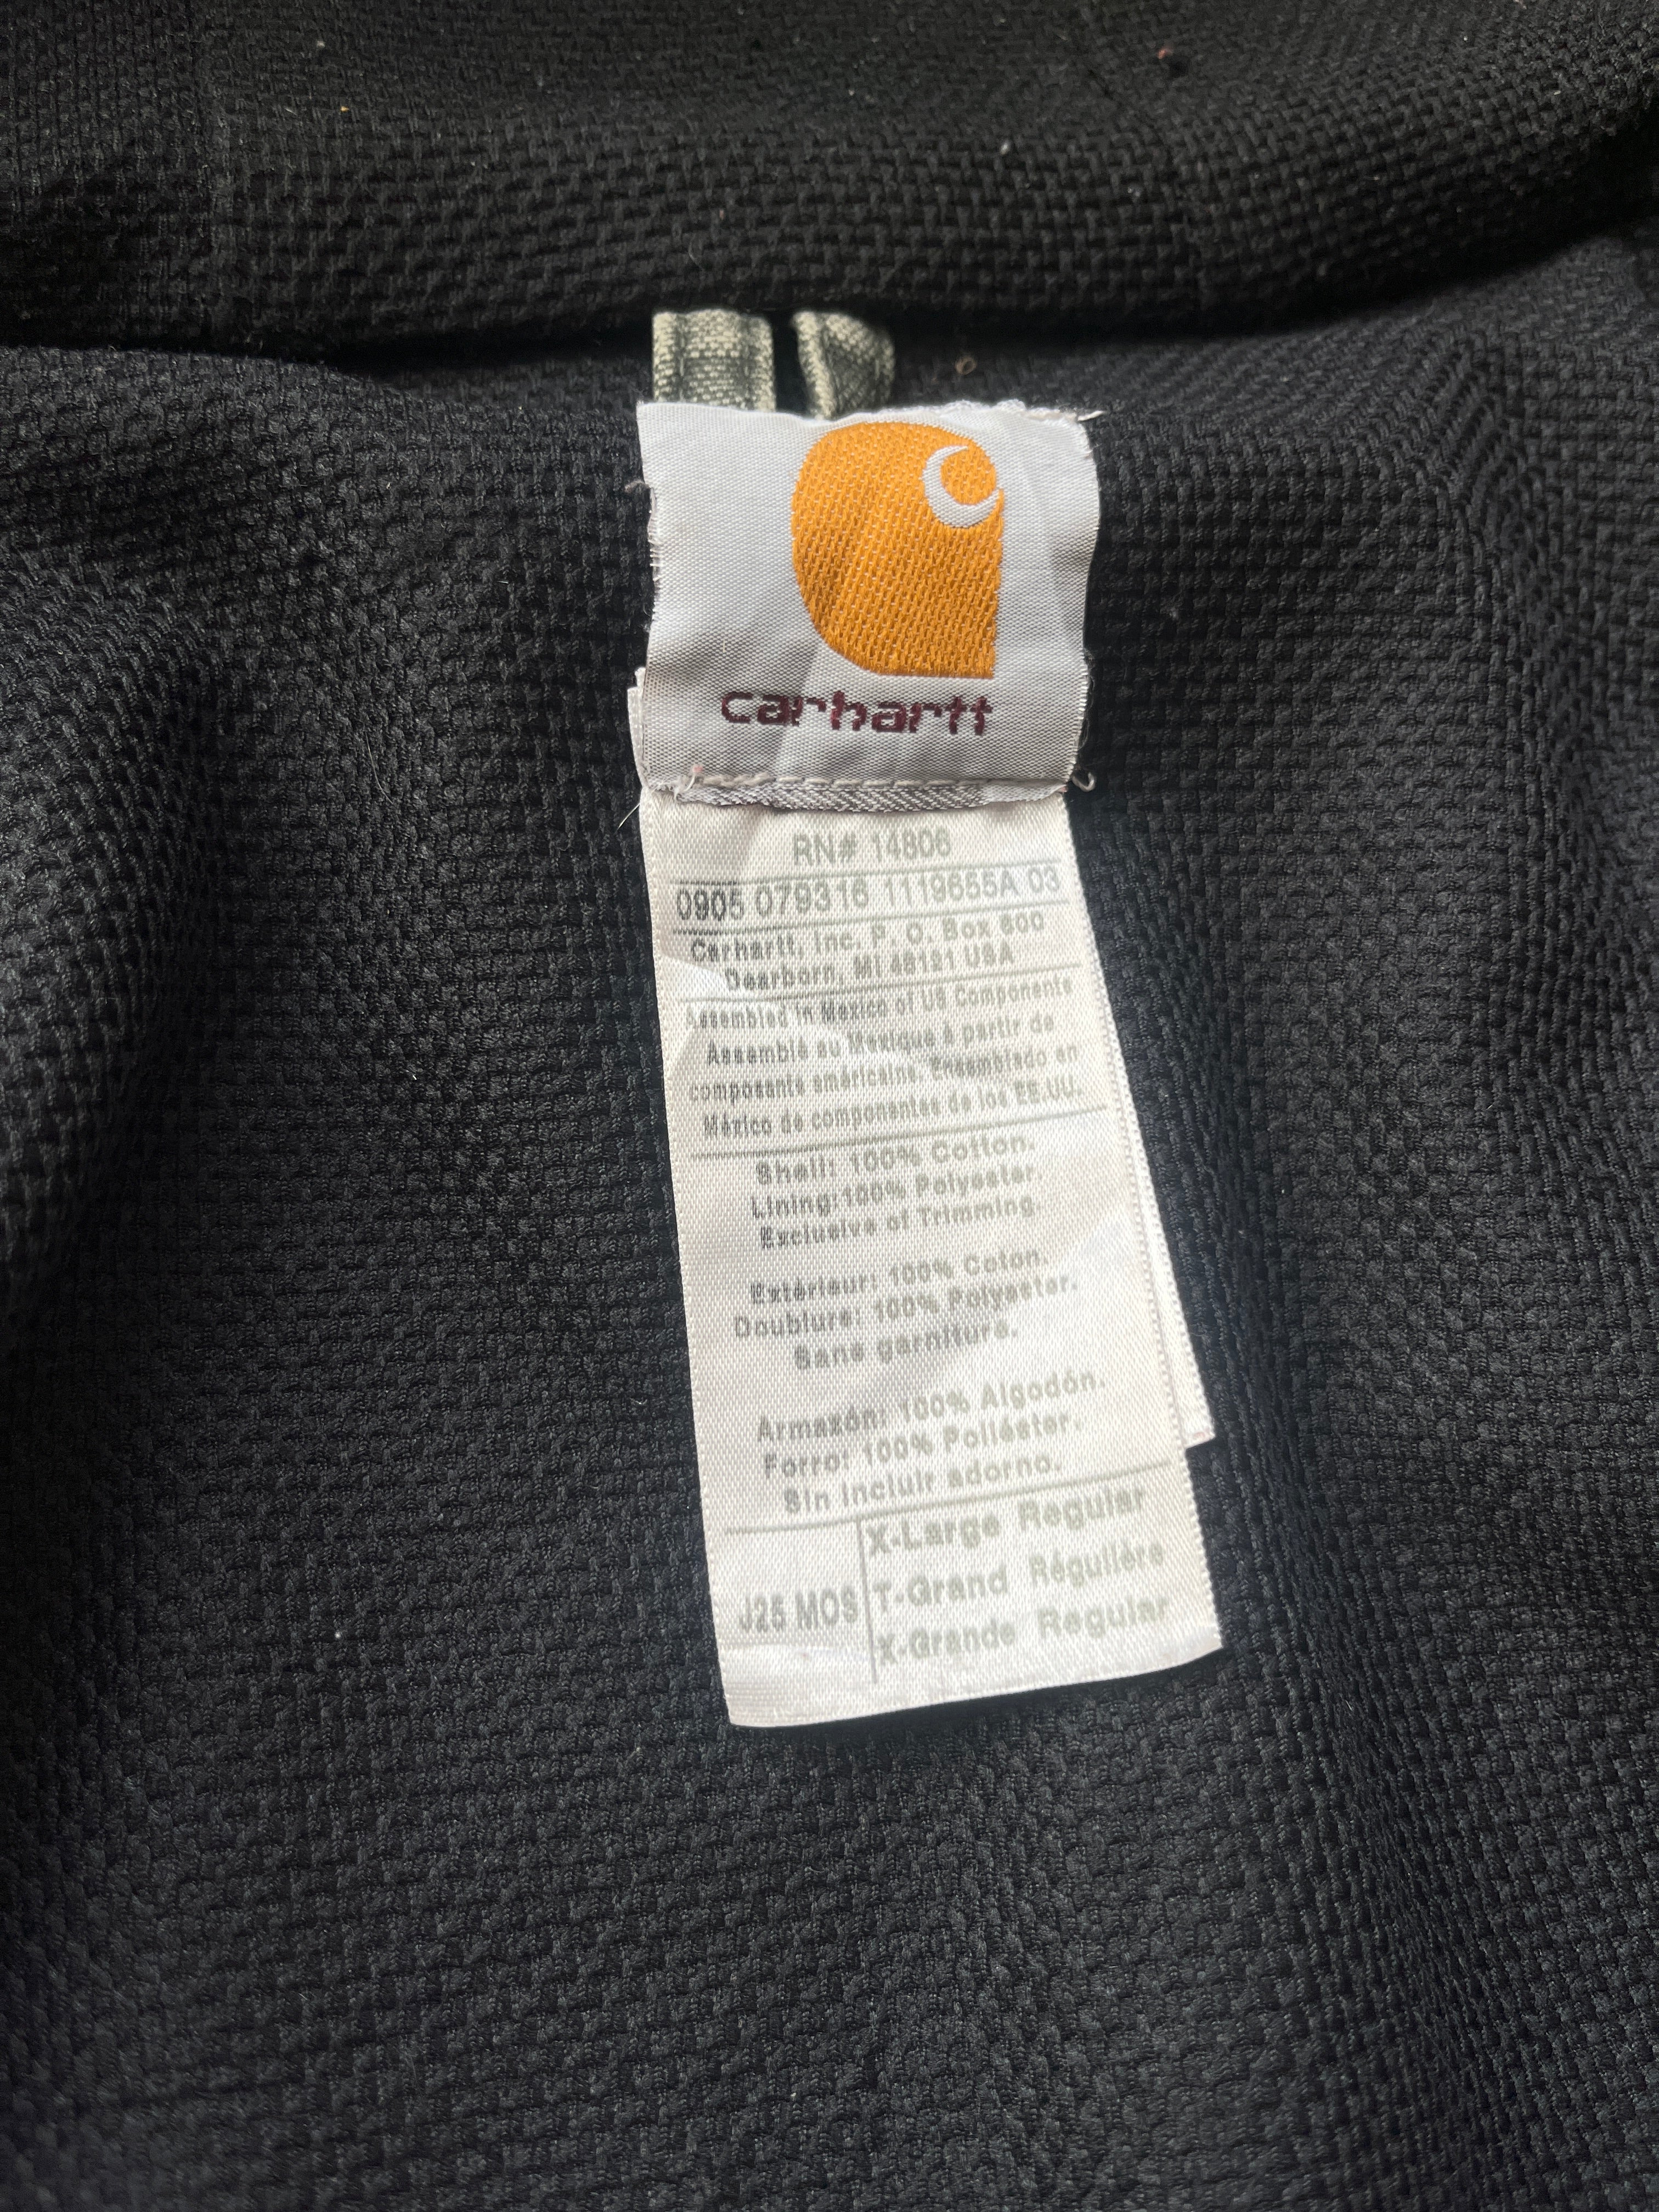 carhartt
RN# 14806
0905 079316 1119655A 03
Carhartt, Inc. P. O. Box 600
Dearborn, MI 48121 USA
Assembled in Mexico of US Components
Assemblé au Mexique à partir de
composants américains. Ensamblado en
México de componentes de los EE.UU.
Shell: 100% Cotton.
Lining:100% Polyester
Exclusive of Trimming.
Extérieur: 100% Coton.
Doublure: 100% Polyester.
Sans garniture.
Armazón: 100% Algodón.
Forro: 100% Poliéster.
Sin incluir adorno.
X-Large Regular
J25 MOS T-Grand Régulière
X-Grande Regular